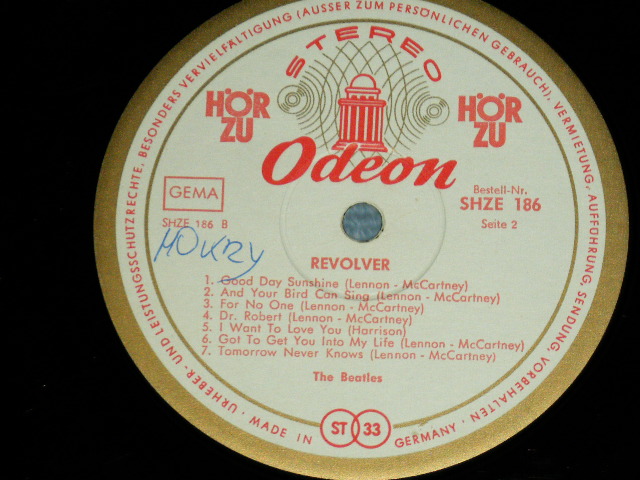 URHEBER- UND LEISTUNGSSCHUTZRECHTE, BESONDERS VERVIELFÄLTIGUNG (AUSSER ZUM PERSÖNLICHEN GEBRAUCH), VERMIETUNG, AUFFÜHRUNG, SENDUNG, VORBEHALTEN
STEREO
HÖR ZU
HÖR ZU
Odeon
GEMA
Bestell-Nr.
SHZE 186
SHZE 186 B
Seite 2
MOKRY
REVOLVER
1. Good Day Sunshine (Lennon - McCartney)
2. And Your Bird Can Sing (Lennon - McCartney)
3. For No One (Lennon - McCartney)
4. Dr. Robert (Lennon - McCartney)
5. I Want To Love You (Harrison)
6. Got To Get You Into My Life (Lennon - McCartney)
7. Tomorrow Never Knows (Lennon - McCartney)
The Beatles
ST 33
MADE IN GERMANY